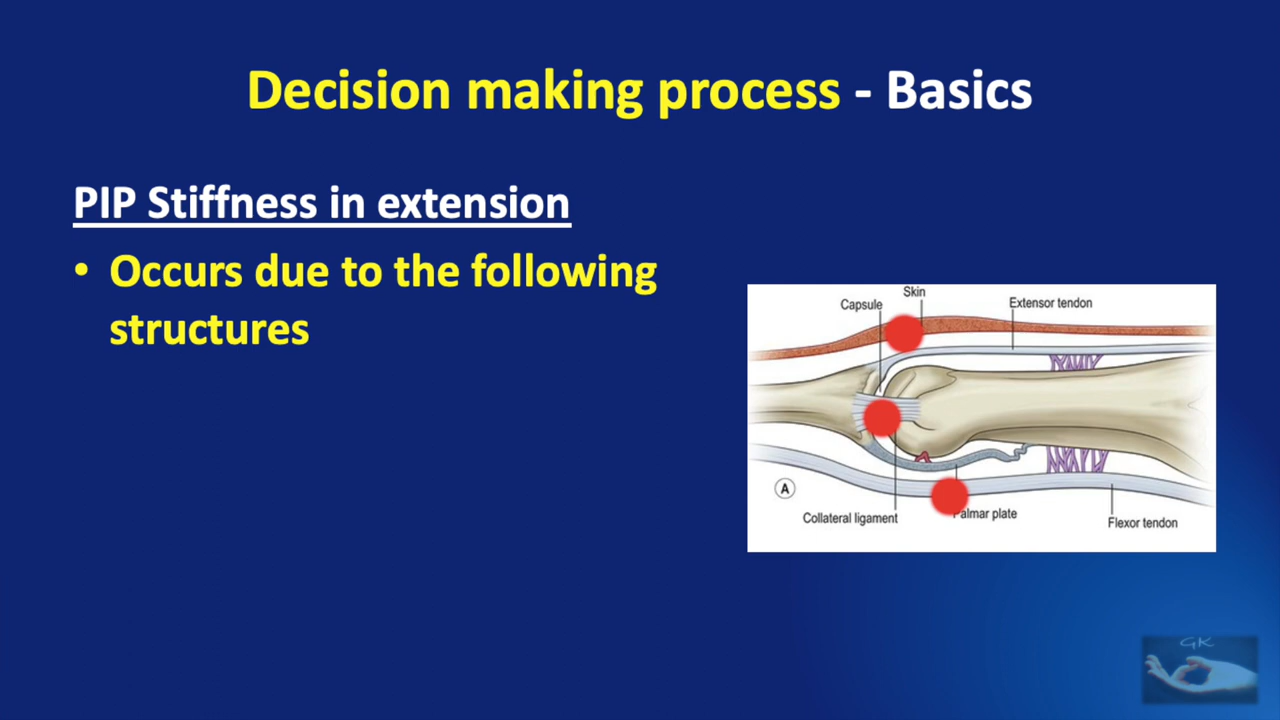 Decision making process - Basics
PIP Stiffness in extension
• Occurs due to the following
structures
Skin
Capsule
Extensor tendon
A
Collateral ligament
Palmar plate
Flexor tendon
GK